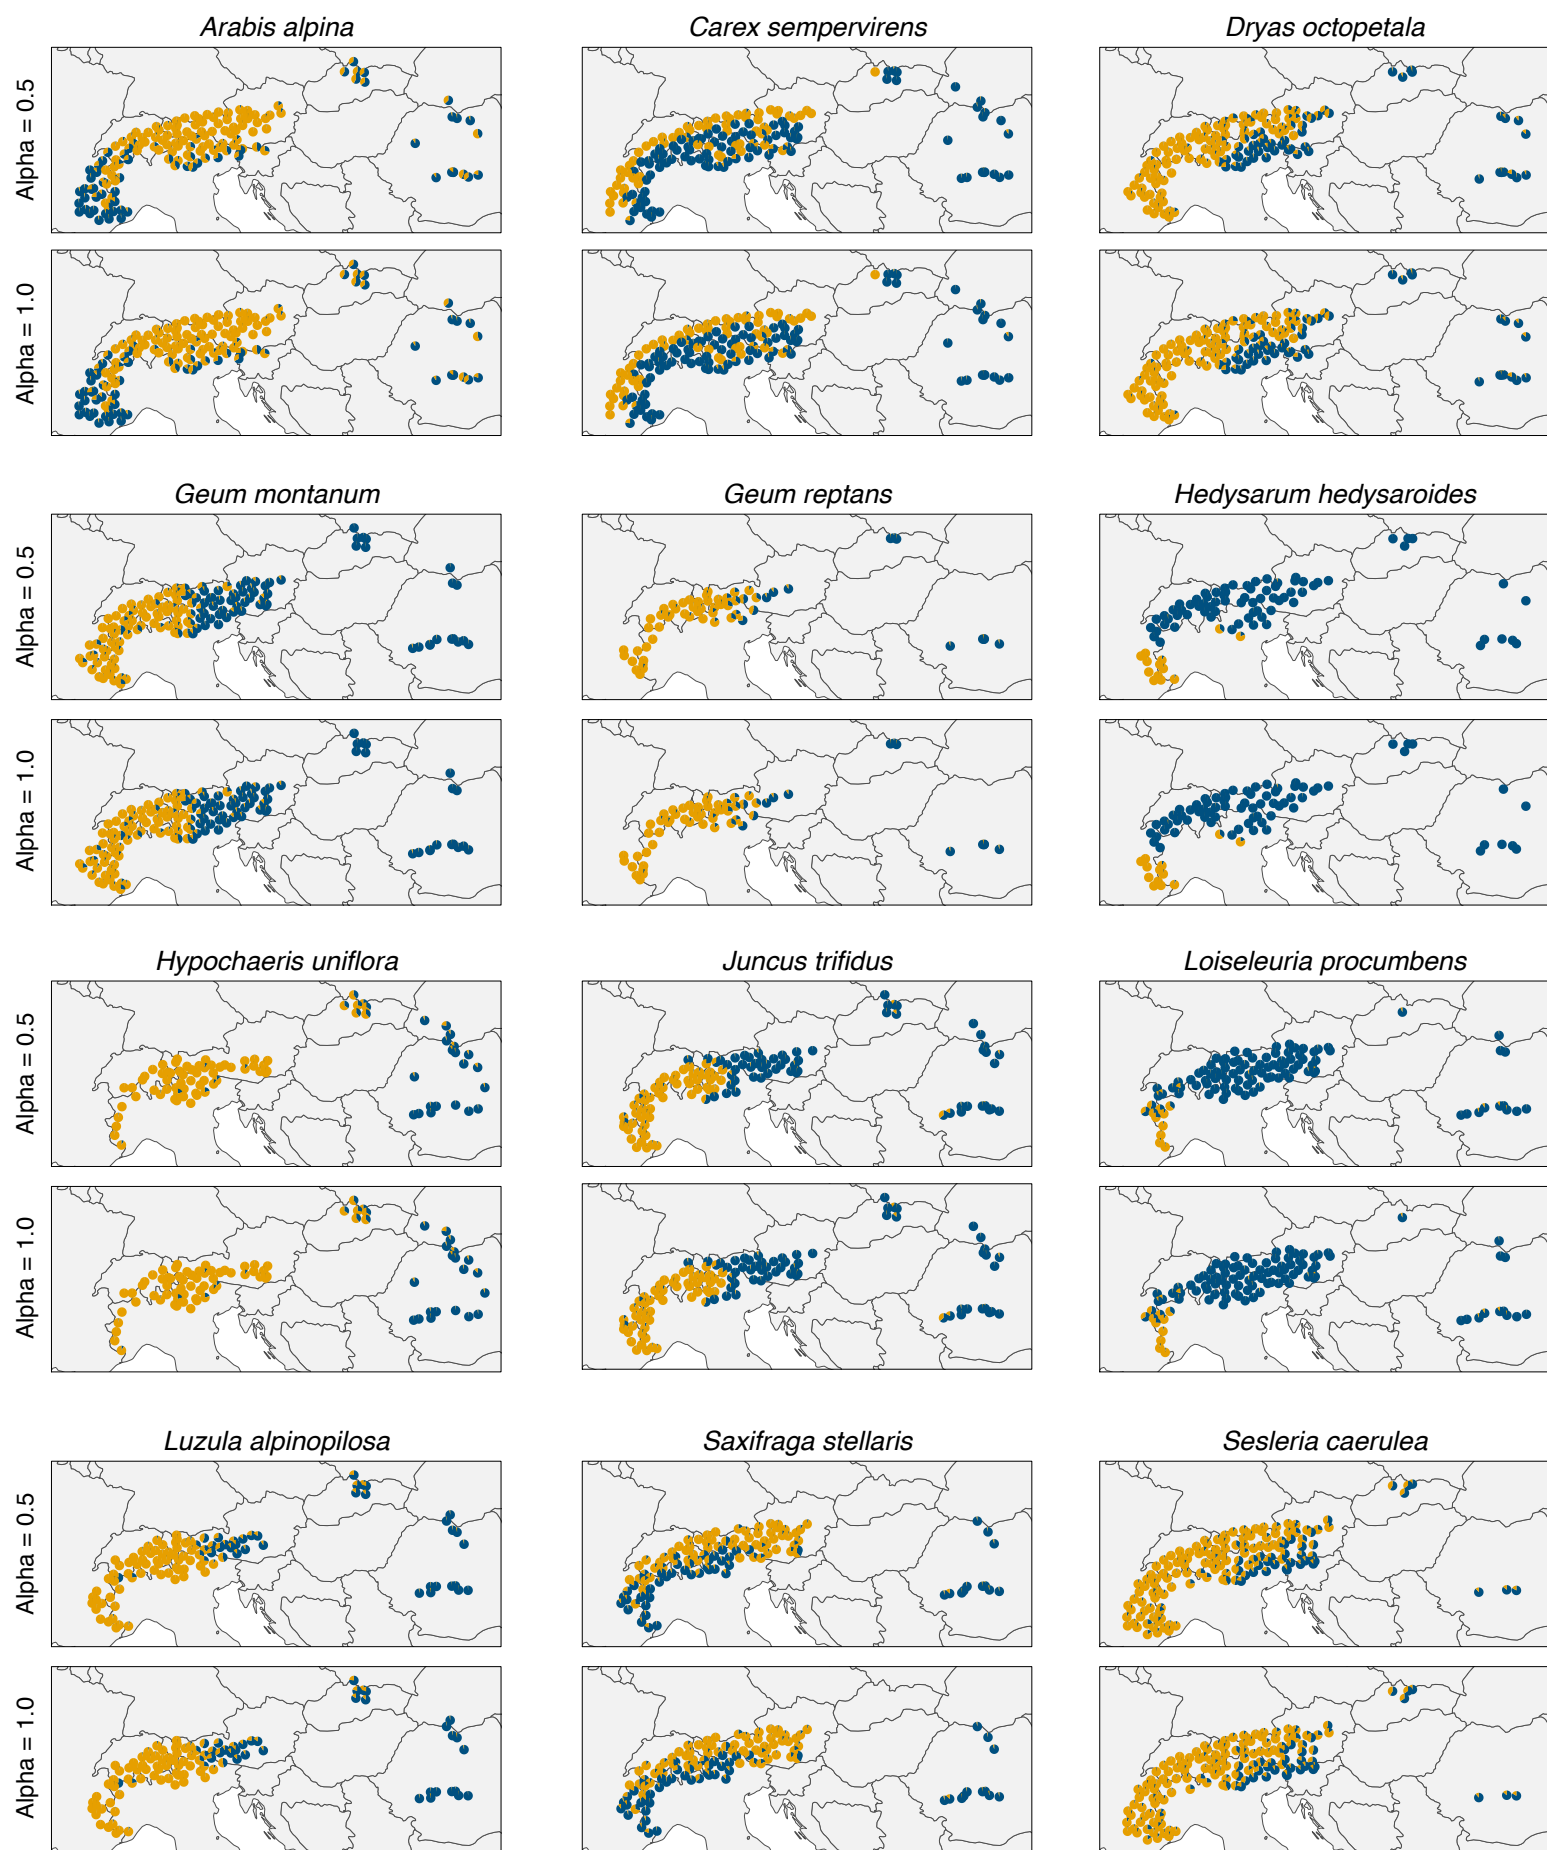 Arabis alpina
Carex sempervirens
Dryas octopetala
Alpha = 0.5
Alpha = 1.0
Geum montanum
Geum reptans
Hedysarum hedysaroides
Alpha = 0.5
Alpha = 1.0
Hypochaeris uniflora
Juncus trifidus
Loiseleuria procumbens
Alpha = 0.5
Alpha = 1.0
Luzula alpinopilosa
Saxifraga stellaris
Sesleria caerulea
Alpha = 0.5
Alpha = 1.0